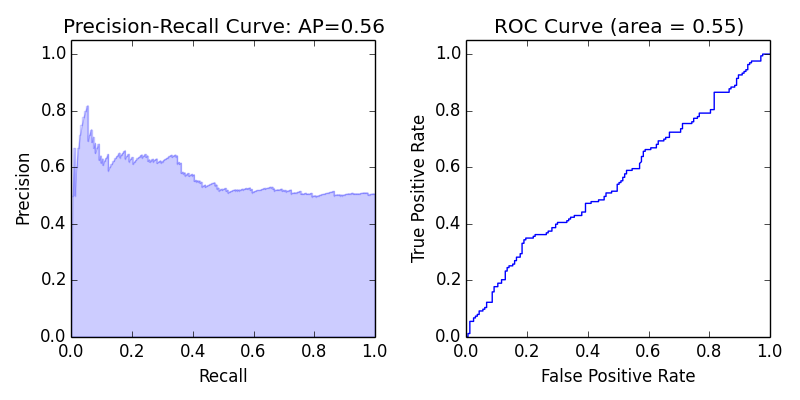 Precision-Recall Curve: AP=0.56
1.0
0.8
0.6
0.4
0.2
0.0
Precision
0.0 0.2 0.4 0.6 0.8 1.0
Recall
ROC Curve (area = 0.55)
1.0
0.8
0.6
0.4
0.2
0.0
True Positive Rate
0.0 0.2 0.4 0.6 0.8 1.0
False Positive Rate